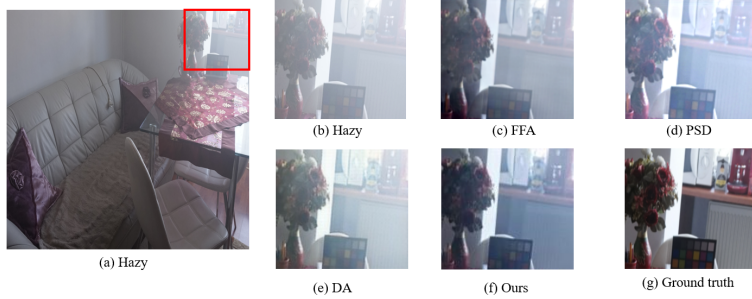 (a) Hazy
(b) Hazy
(c) FFA
(d) PSD
(e) DA
(f) Ours
(g) Ground truth